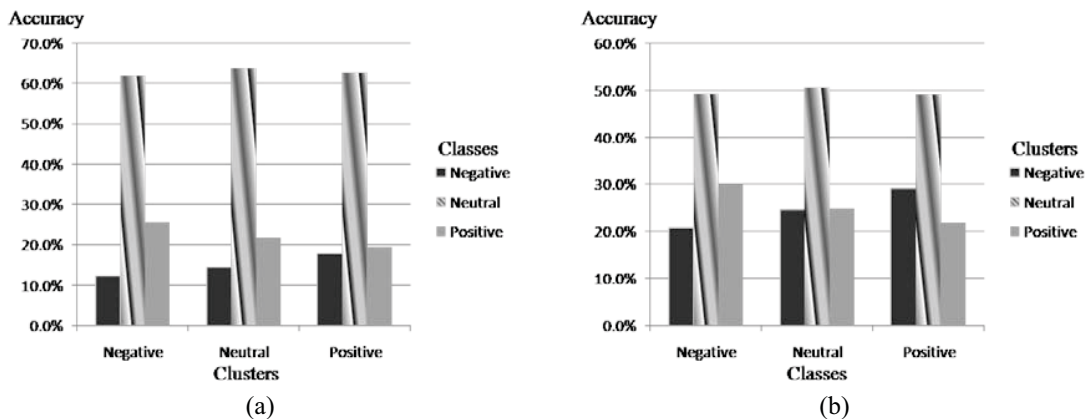 Accuracy
70.0%
60.0%
50.0%
40.0%
30.0%
20.0%
10.0%
0.0%
Negative Neutral Positive
Clusters
Classes
Negative
Neutral
Positive
(a)
Accuracy
60.0%
50.0%
40.0%
30.0%
20.0%
10.0%
0.0%
Negative Neutral Positive
Classes
Clusters
Negative
Neutral
Positive
(b)